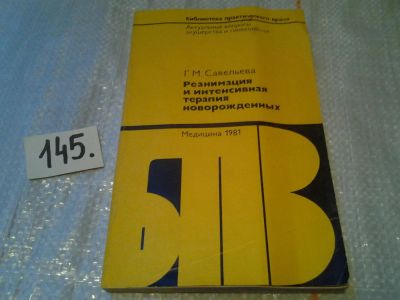 Библиотека практического врача
Актуальные вопросы
акушерства и гинекологии
Г. М. Савельева
Реанимация
и интенсивная
терапия
новорожденных
Медицина 1981
БПВ
145.